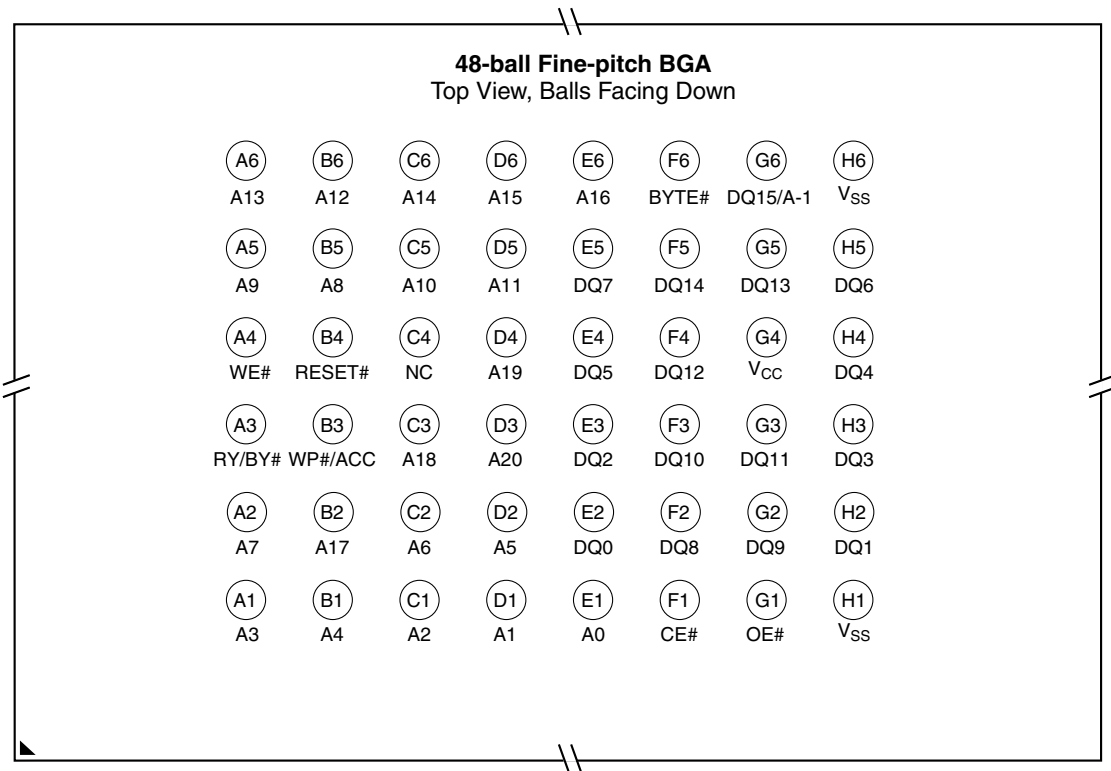 48-ball Fine-pitch BGA
Top View, Balls Facing Down
A6 B6 C6 D6 E6 F6 G6 H6
A13 A12 A14 A15 A16 BYTE# DQ15/A-1 VSS
A5 B5 C5 D5 E5 F5 G5 H5
A9 A8 A10 A11 DQ7 DQ14 DQ13 DQ6
A4 B4 C4 D4 E4 F4 G4 H4
WE# RESET# NC A19 DQ5 DQ12 VCC DQ4
A3 B3 C3 D3 E3 F3 G3 H3
RY/BY# WP#/ACC A18 A20 DQ2 DQ10 DQ11 DQ3
A2 B2 C2 D2 E2 F2 G2 H2
A7 A17 A6 A5 DQ0 DQ8 DQ9 DQ1
A1 B1 C1 D1 E1 F1 G1 H1
A3 A4 A2 A1 A0 CE# OE# VSS